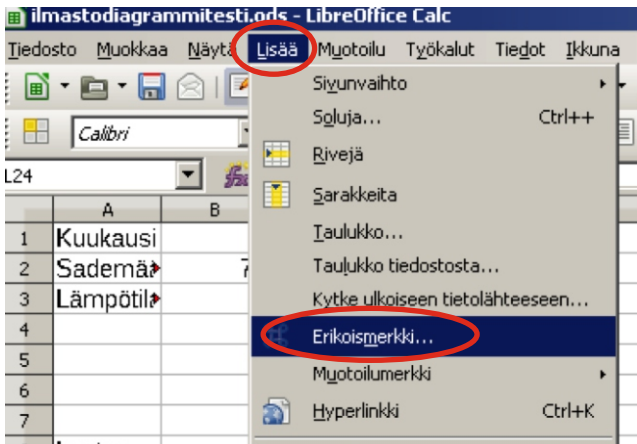 ilmastodiagrammitesti.ods - LibreOffice Calc
Tiedosto Muokkaa Näytä Lisää Muotoilu Työkalut Tiedot Ikkuna
Sivunvaihto
Soluja... Ctrl++
Calibri
Rivejä
L24
Sarakkeita
A B
Taulukko...
1 Kuukausi
2 Sademä 7
Taulukko tiedostosta...
3 Lämpötil
Kytke ulkoiseen tietolähteeseen...
4
Erikoismerkki...
5
Muotoilumerkki
6
7
Hyperlinkki Ctrl+K